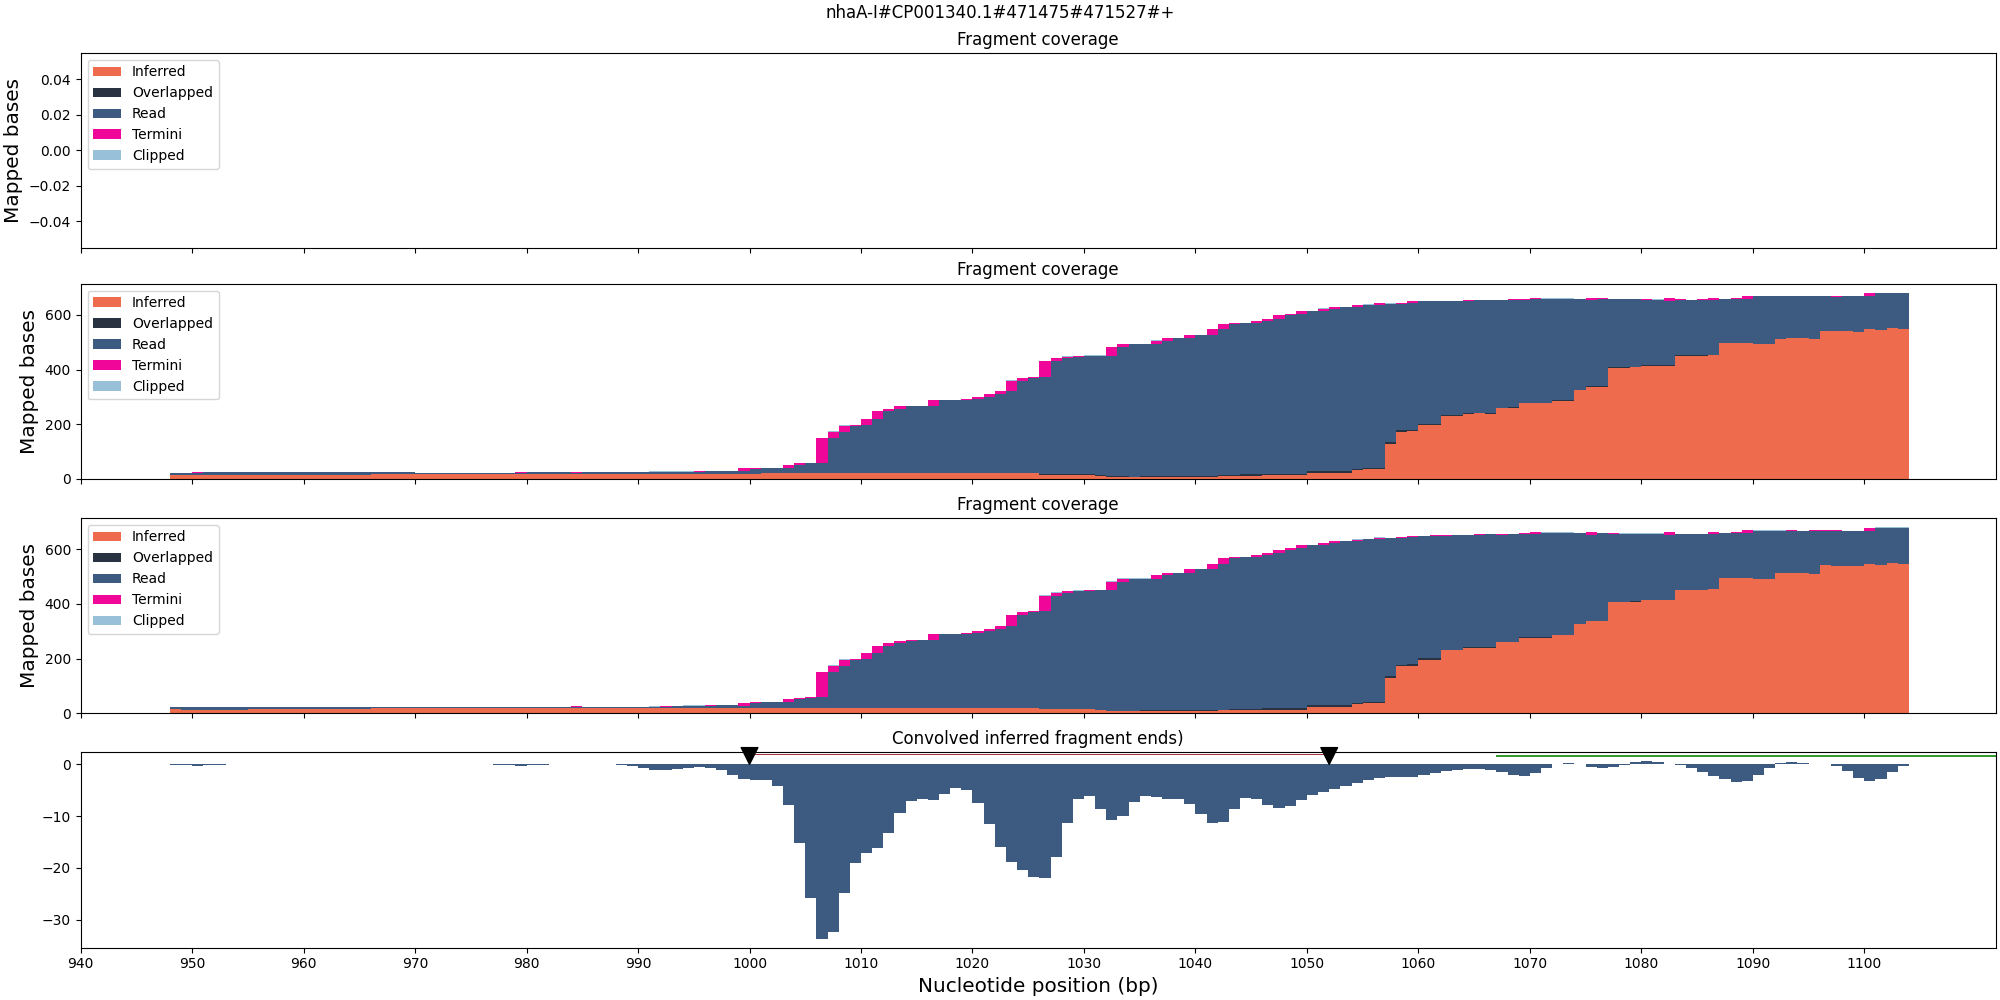 nhaA-I#CP001340.1#471475#471527#+
Fragment coverage
Mapped bases
0.04
0.02
0.00
−0.02
−0.04
Inferred
Overlapped
Read
Termini
Clipped
Fragment coverage
Mapped bases
600
400
200
0
Inferred
Overlapped
Read
Termini
Clipped
Fragment coverage
Mapped bases
600
400
200
0
Inferred
Overlapped
Read
Termini
Clipped
Convolved inferred fragment ends)
0
−10
−20
−30
940 950 960 970 980 990 1000 1010 1020 1030 1040 1050 1060 1070 1080 1090 1100
Nucleotide position (bp)